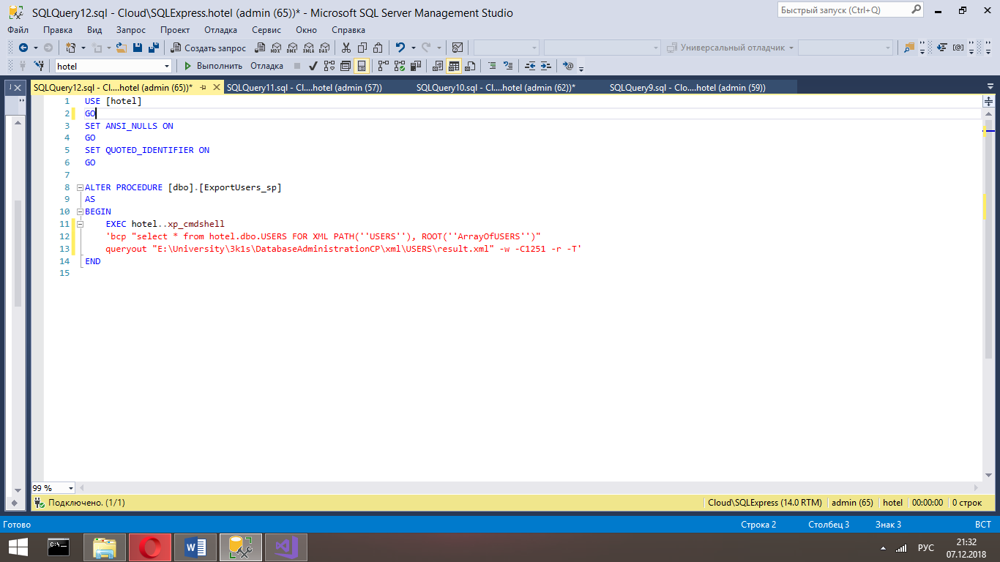 SQLQuery12.sql - Cloud\SQLExpress.hotel (admin (65))* - Microsoft SQL Server Management Studio
Быстрый запуск (Ctrl+Q)
Файл Правка Вид Запрос Проект Отладка Сервис Окно Справка
Создать запрос MDX DMX XMLA DAX Универсальный отладчик
hotel Выполнить Отладка
SQLQuery12.sql - Cl....hotel (admin (65))* SQLQuery11.sql - Cl....hotel (admin (57)) SQLQuery10.sql - Cl....hotel (admin (62))* SQLQuery9.sql - Clo....hotel (admin (59))
1 USE [hotel]
2 GO
3 SET ANSI_NULLS ON
4 GO
5 SET QUOTED_IDENTIFIER ON
6 GO
7
8 ALTER PROCEDURE [dbo].[ExportUsers_sp]
9 AS
10 BEGIN
11 EXEC hotel..xp_cmdshell
12 'bcp "select * from hotel.dbo.USERS FOR XML PATH(''USERS''), ROOT(''ArrayOfUSERS'')"
13 queryout "E:\University\3k1s\DatabaseAdministrationCP\xml\USERS\result.xml" -w -C1251 -r -T'
14 END
15
99 %
Подключено. (1/1) Cloud\SQLExpress (14.0 RTM) admin (65) hotel 00:00:00 0 строк
Готово Строка 2 Столбец 3 Знак 3 ВСТ
РУС 21:32
07.12.2018